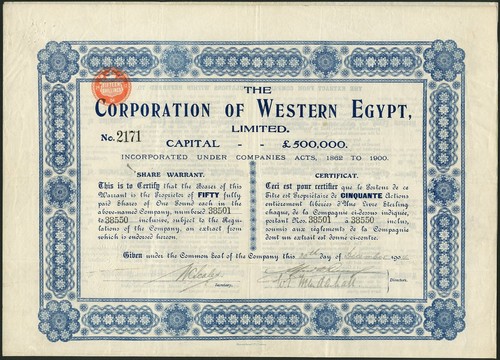 THE
CORPORATION OF WESTERN EGYPT,
LIMITED.
No. 2171
CAPITAL - - £500,000.
INCORPORATED UNDER COMPANIES ACTS, 1862 TO 1900.
SHARE WARRANT.
This is to Certify that the Bearer of this
Warrant is the Proprietor of FIFTY fully
paid Shares of One Pound each in the
above-named Company, numbered 38501
to 38550 inclusive, subject to the Regu-
lations of the Company, an extract from
which is endorsed hereon.
CERTIFICAT.
Ceci est pour certifier que le Porteur de ce
Titre est Propriétaire de CINQUANTE Actions
entièrement libérées d'Une Livre Sterling
chaque, de la Compagnie ci-dessus indiquée,
portant Nos. 38501 à 38550 inclus,
soumis aux règlements de la Compagnie
dont un extrait est donné ci-contre.
Given under the Common Seal of the Company this day of 190
Secretary.
Directors.